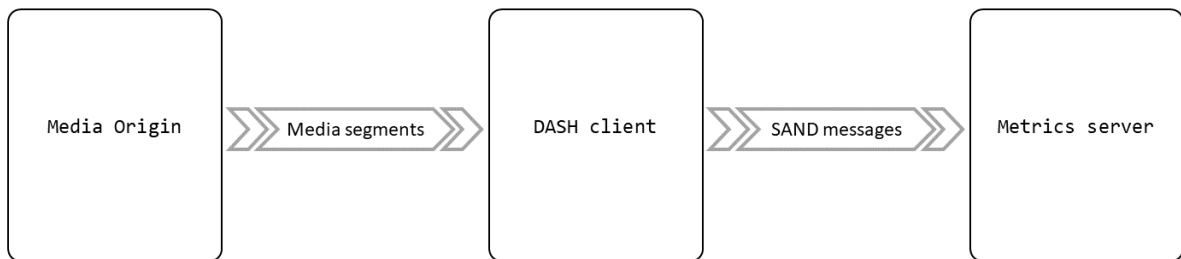 Media Origin
Media segments
DASH client
SAND messages
Metrics server